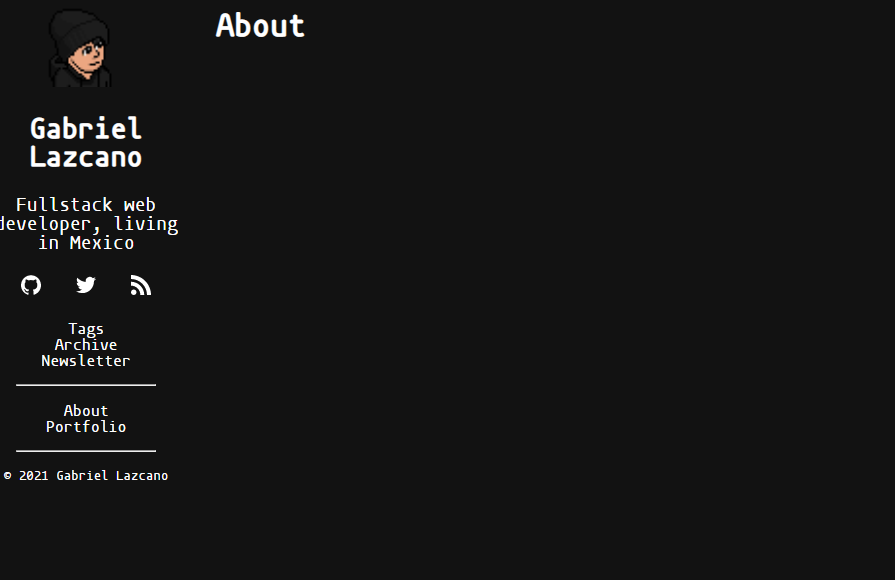 About
Gabriel
Lazcano
Fullstack web
developer, living
in Mexico
Tags
Archive
Newsletter
About
Portfolio
© 2021 Gabriel Lazcano